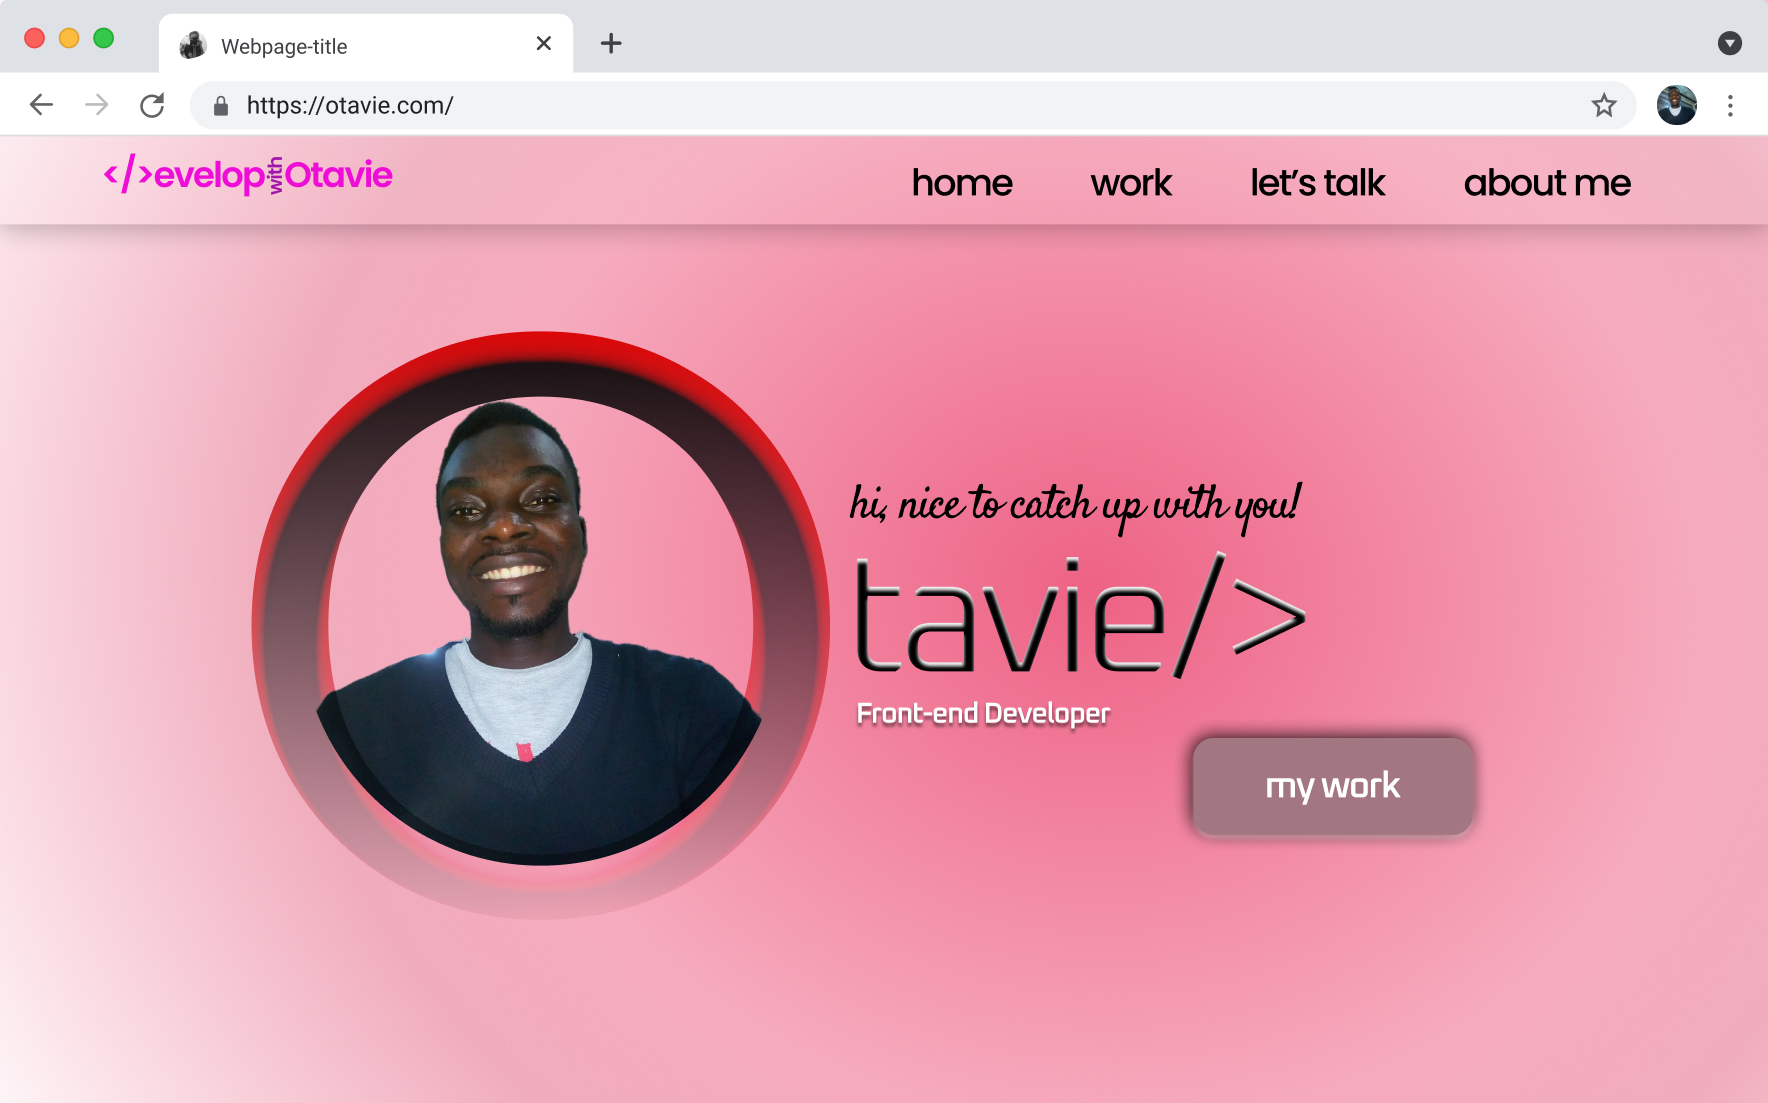 Webpage-title
https://otavie.com/
</>evelop with Otavie
home work let's talk about me
hi, nice to catch up with you!
tavie/>
Front-end Developer
my work